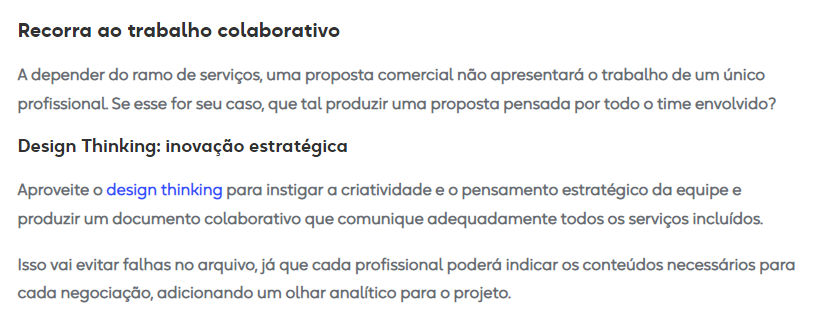 Recorra ao trabalho colaborativo
A depender do ramo de serviços, uma proposta comercial não apresentará o trabalho de um único
profissional. Se esse for seu caso, que tal produzir uma proposta pensada por todo o time envolvido?
Design Thinking: inovação estratégica
Aproveite o design thinking para instigar a criatividade e o pensamento estratégico da equipe e
produzir um documento colaborativo que comunique adequadamente todos os serviços incluídos.
Isso vai evitar falhas no arquivo, já que cada profissional poderá indicar os conteúdos necessários para
cada negociação, adicionando um olhar analítico para o projeto.